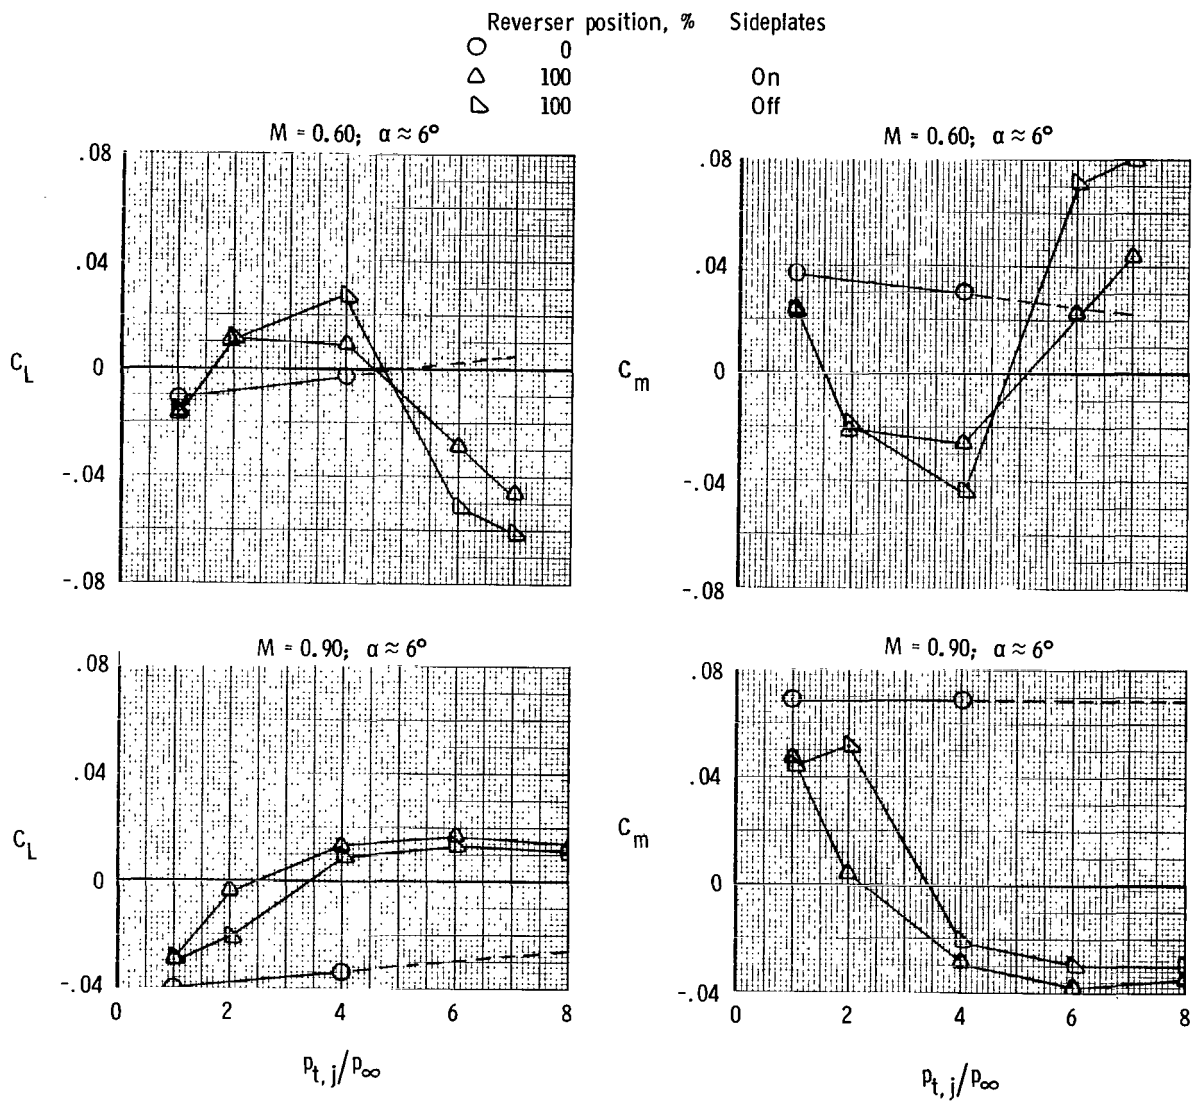 Reverser position, % Sideplates
0
100 On
100 Off
M = 0.60; α ≈ 6°
.08
.04
C_L 0
-.04
-.08
M = 0.60; α ≈ 6°
.08
.04
C_m 0
-.04
-.08
M = 0.90; α ≈ 6°
.08
.04
C_L 0
-.04
0 2 4 6 8
p_t,j/p_∞
M = 0.90; α ≈ 6°
.08
.04
C_m 0
-.04
0 2 4 6 8
p_t,j/p_∞